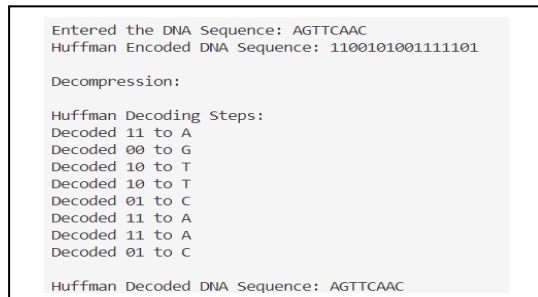 Entered the DNA Sequence: AGTTCAAC
Huffman Encoded DNA Sequence: 1100101001111101
Decompression:
Huffman Decoding Steps:
Decoded 11 to A
Decoded 00 to G
Decoded 10 to T
Decoded 10 to T
Decoded 01 to C
Decoded 11 to A
Decoded 11 to A
Decoded 01 to C
Huffman Decoded DNA Sequence: AGTTCAAC